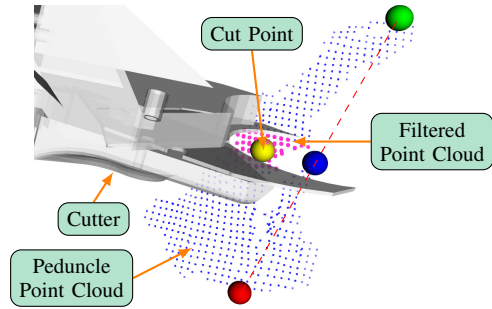 Cut Point
Filtered
Point Cloud
Cutter
Peduncle
Point Cloud